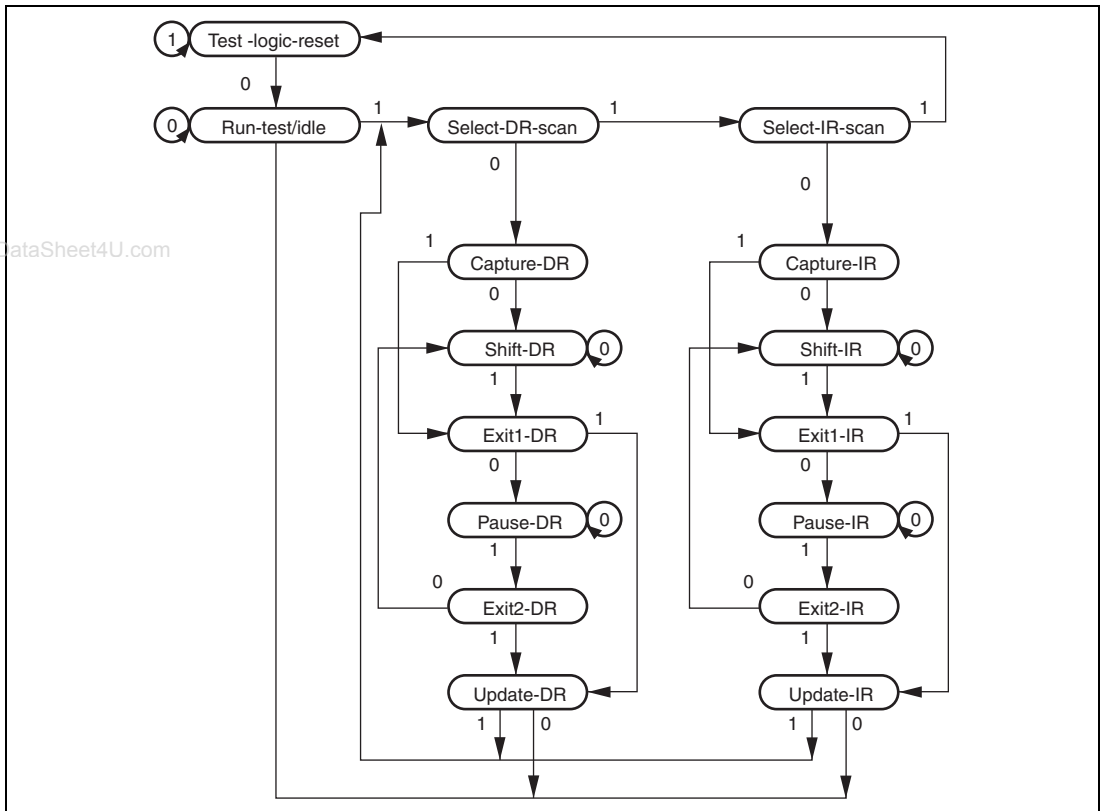 1 Test -logic-reset
0
0 Run-test/idle 1 Select-DR-scan 1 Select-IR-scan 1
0 0
DataSheet4U.com
1 Capture-DR 1 Capture-IR
0 0
Shift-DR 0 Shift-IR 0
1 1
Exit1-DR 1 Exit1-IR 1
0 0
Pause-DR 0 Pause-IR 0
1 1
0 Exit2-DR 0 Exit2-IR
1 1
Update-DR Update-IR
1 0 1 0